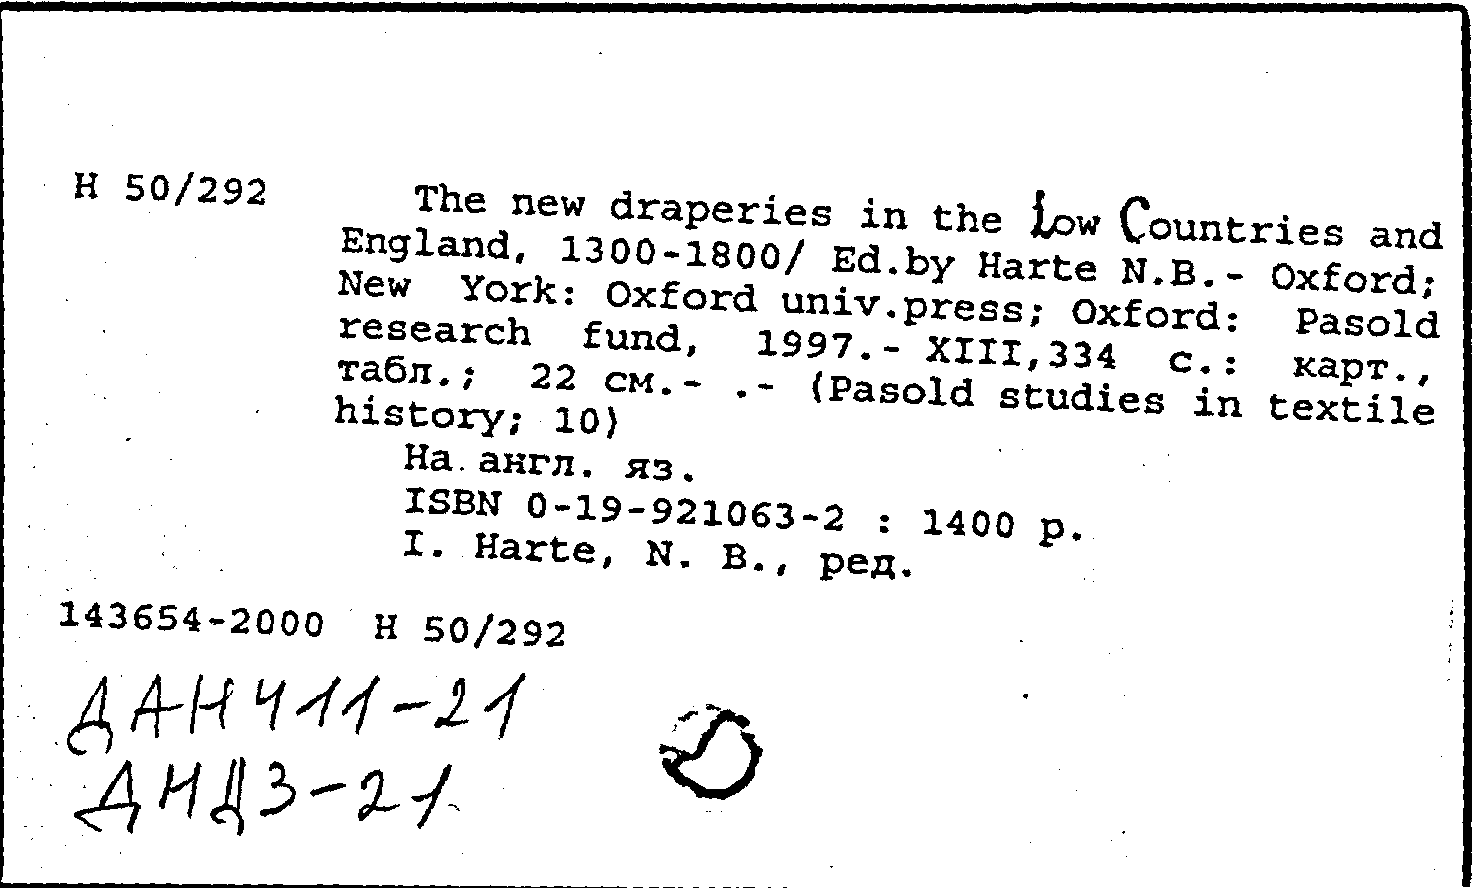 Н 50/292
The new draperies in the Low Countries and
England, 1300-1800/ Ed.by Harte N.B.- Oxford;
New York: Oxford univ.press; Oxford: Pasold
research fund, 1997.- XIII,334 с.: карт.,
табл.; 22 см.- .- (Pasold studies in textile
history; 10)
На англ. яз.
ISBN 0-19-921063-2 : 1400 р.
I. Harte, N. B., ред.
143654-2000 Н 50/292
ДАН411-21
ДНД3-21